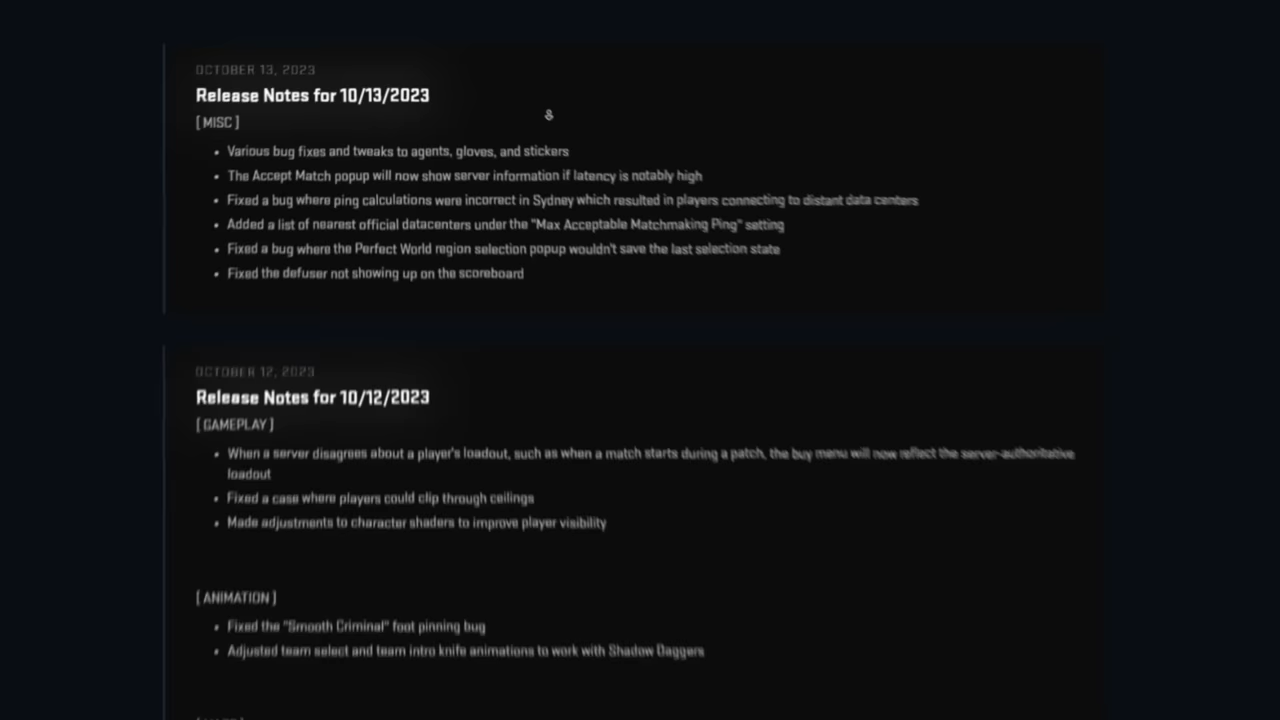 OCTOBER 13, 2023
Release Notes for 10/13/2023
[ MISC ]
• Various bug fixes and tweaks to agents, gloves, and stickers
• The Accept Match popup will now show server information if latency is notably high
• Fixed a bug where ping calculations were incorrect in Sydney which resulted in players connecting to distant data centers
• Added a list of nearest official datacenters under the "Max Acceptable Matchmaking Ping" setting
• Fixed a bug where the Perfect World region selection popup wouldn't save the last selection state
• Fixed the defuser not showing up on the scoreboard
OCTOBER 12, 2023
Release Notes for 10/12/2023
[ GAMEPLAY ]
• When a server disagrees about a player's loadout, such as when a match starts during a patch, the buy menu will now reflect the server-authoritative
loadout
• Fixed a case where players could clip through ceilings
• Made adjustments to character shaders to improve player visibility
[ ANIMATION ]
• Fixed the "Smooth Criminal" foot pinning bug
• Adjusted team select and team intro knife animations to work with Shadow Daggers